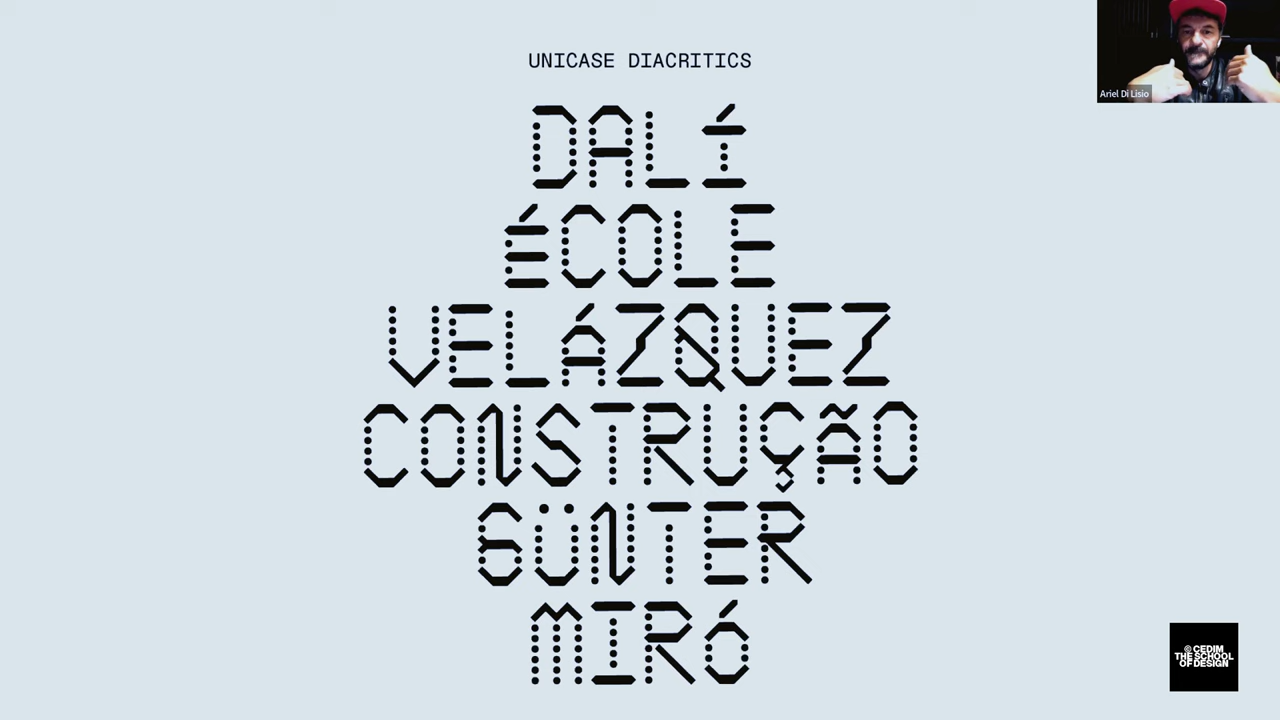 UNICASE DIACRITICS
Ariel Di Lisio
DALÍ
ÉCOLE
VELÁZQUEZ
CONSTRUÇÃO
GÜNTER
MIRÓ
@ CEDIM
THE SCHOOL
OF DESIGN